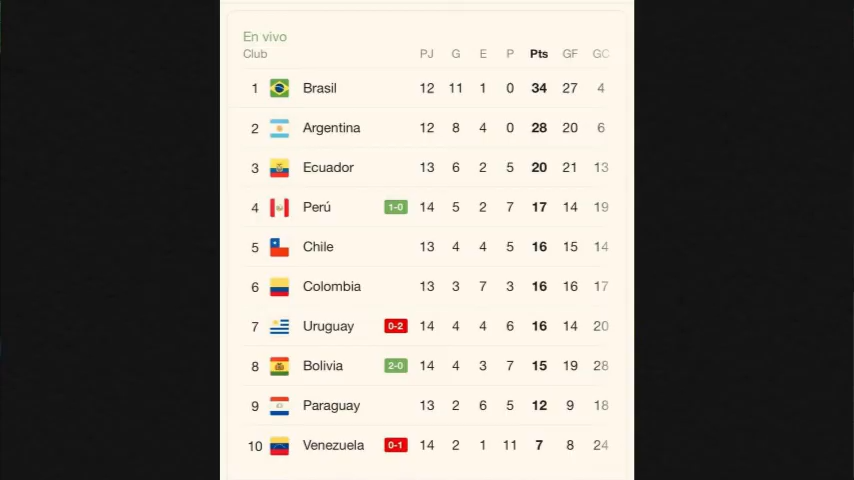 En vivo
Club PJ G E P Pts GF GC
1 Brasil 12 11 1 0 34 27 4
2 Argentina 12 8 4 0 28 20 6
3 Ecuador 13 6 2 5 20 21 13
4 Perú 1-0 14 5 2 7 17 14 19
5 Chile 13 4 4 5 16 15 14
6 Colombia 13 3 7 3 16 16 17
7 Uruguay 0-2 14 4 4 6 16 14 20
8 Bolivia 2-0 14 4 3 7 15 19 28
9 Paraguay 13 2 6 5 12 9 18
10 Venezuela 0-1 14 2 1 11 7 8 24